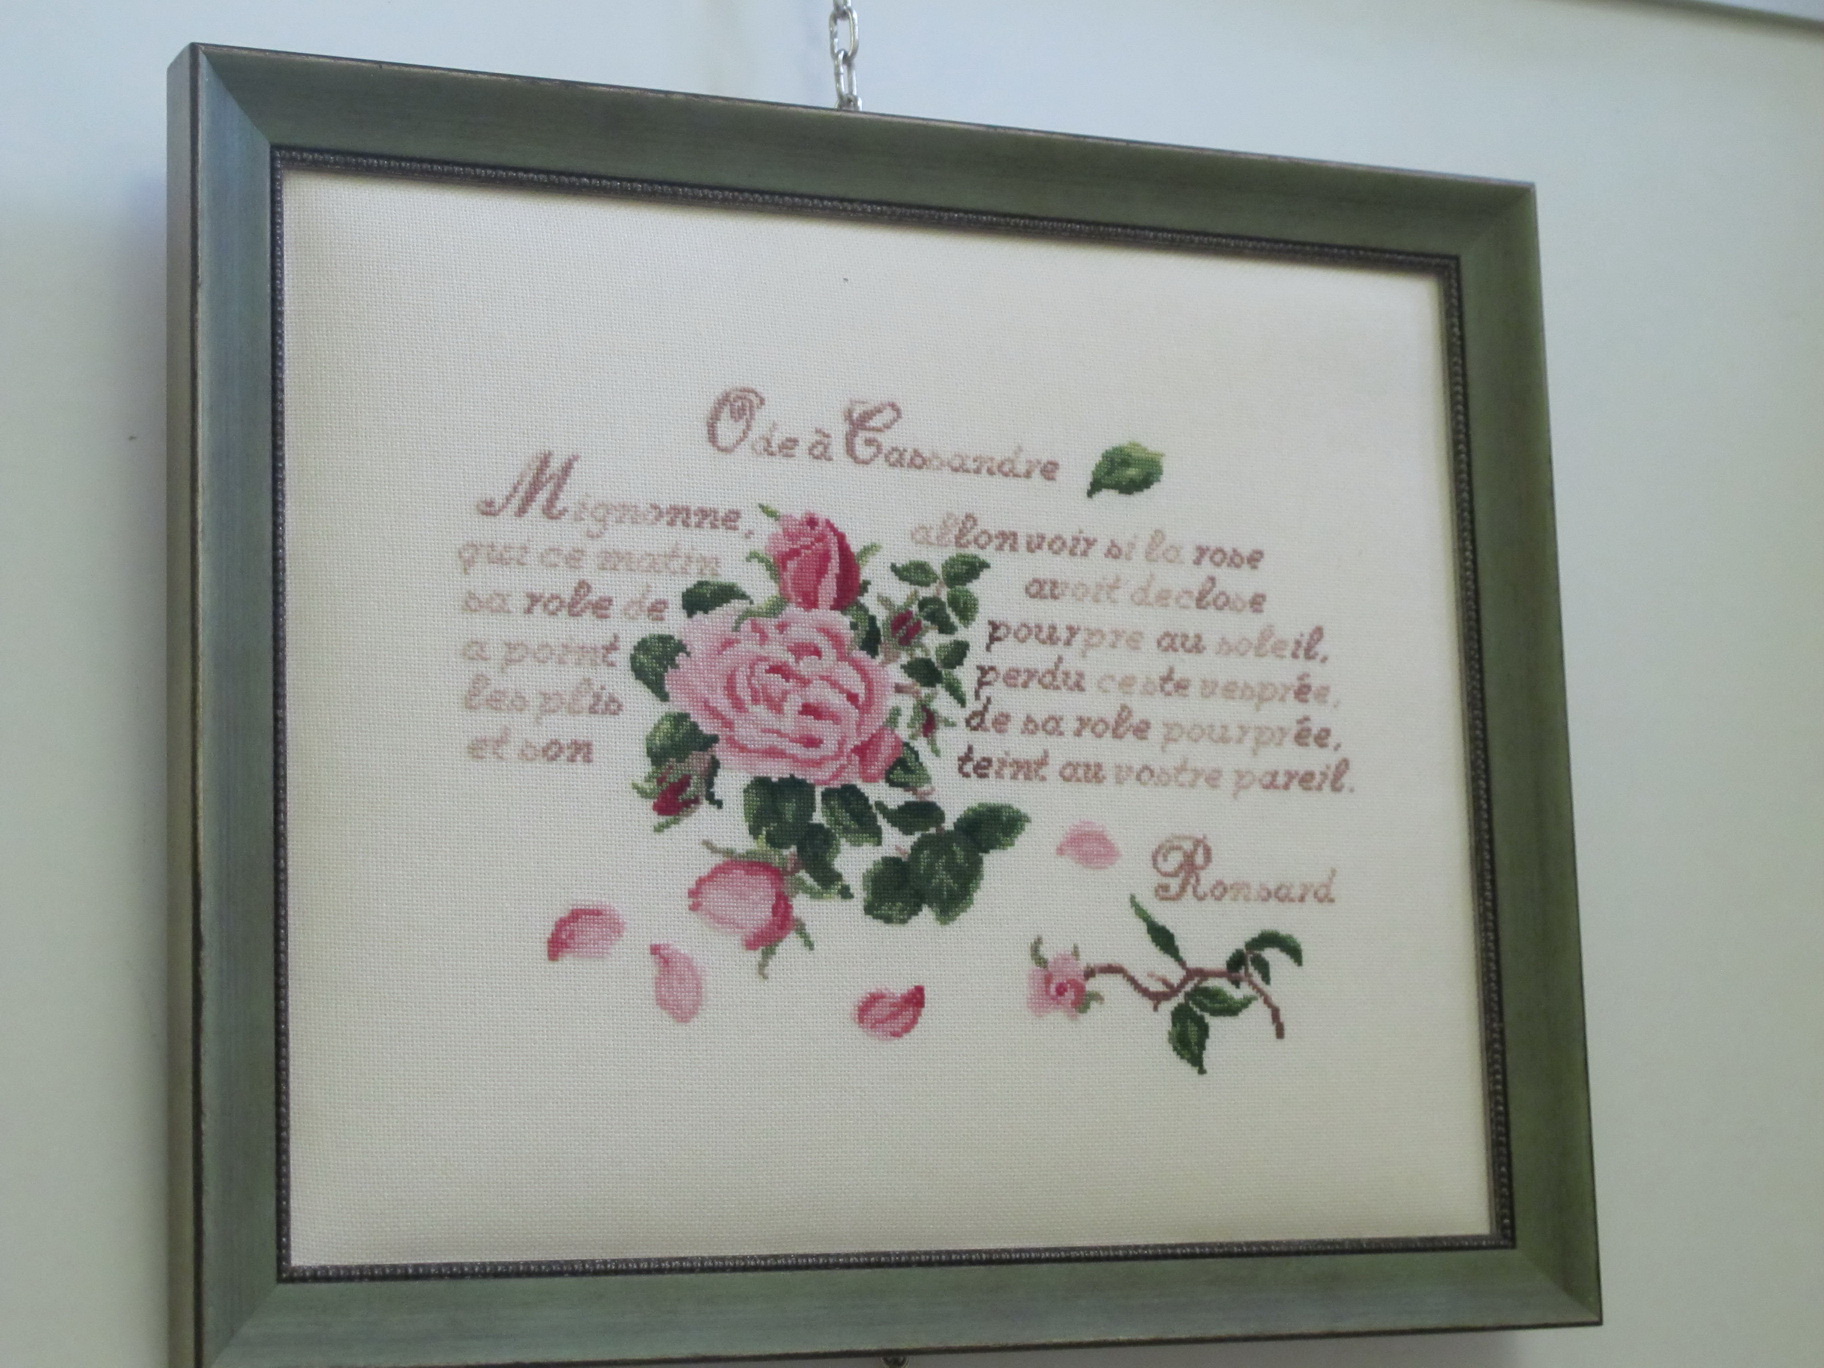 Ode à Cassandre
Mignonne, allon voir si la rose
qui ce matin avoit declose
sa robe de pourpre au soleil,
a point perdu ceste vesprée,
les plis de sa robe pourprée,
et son teint au vostre pareil.
Ronsard